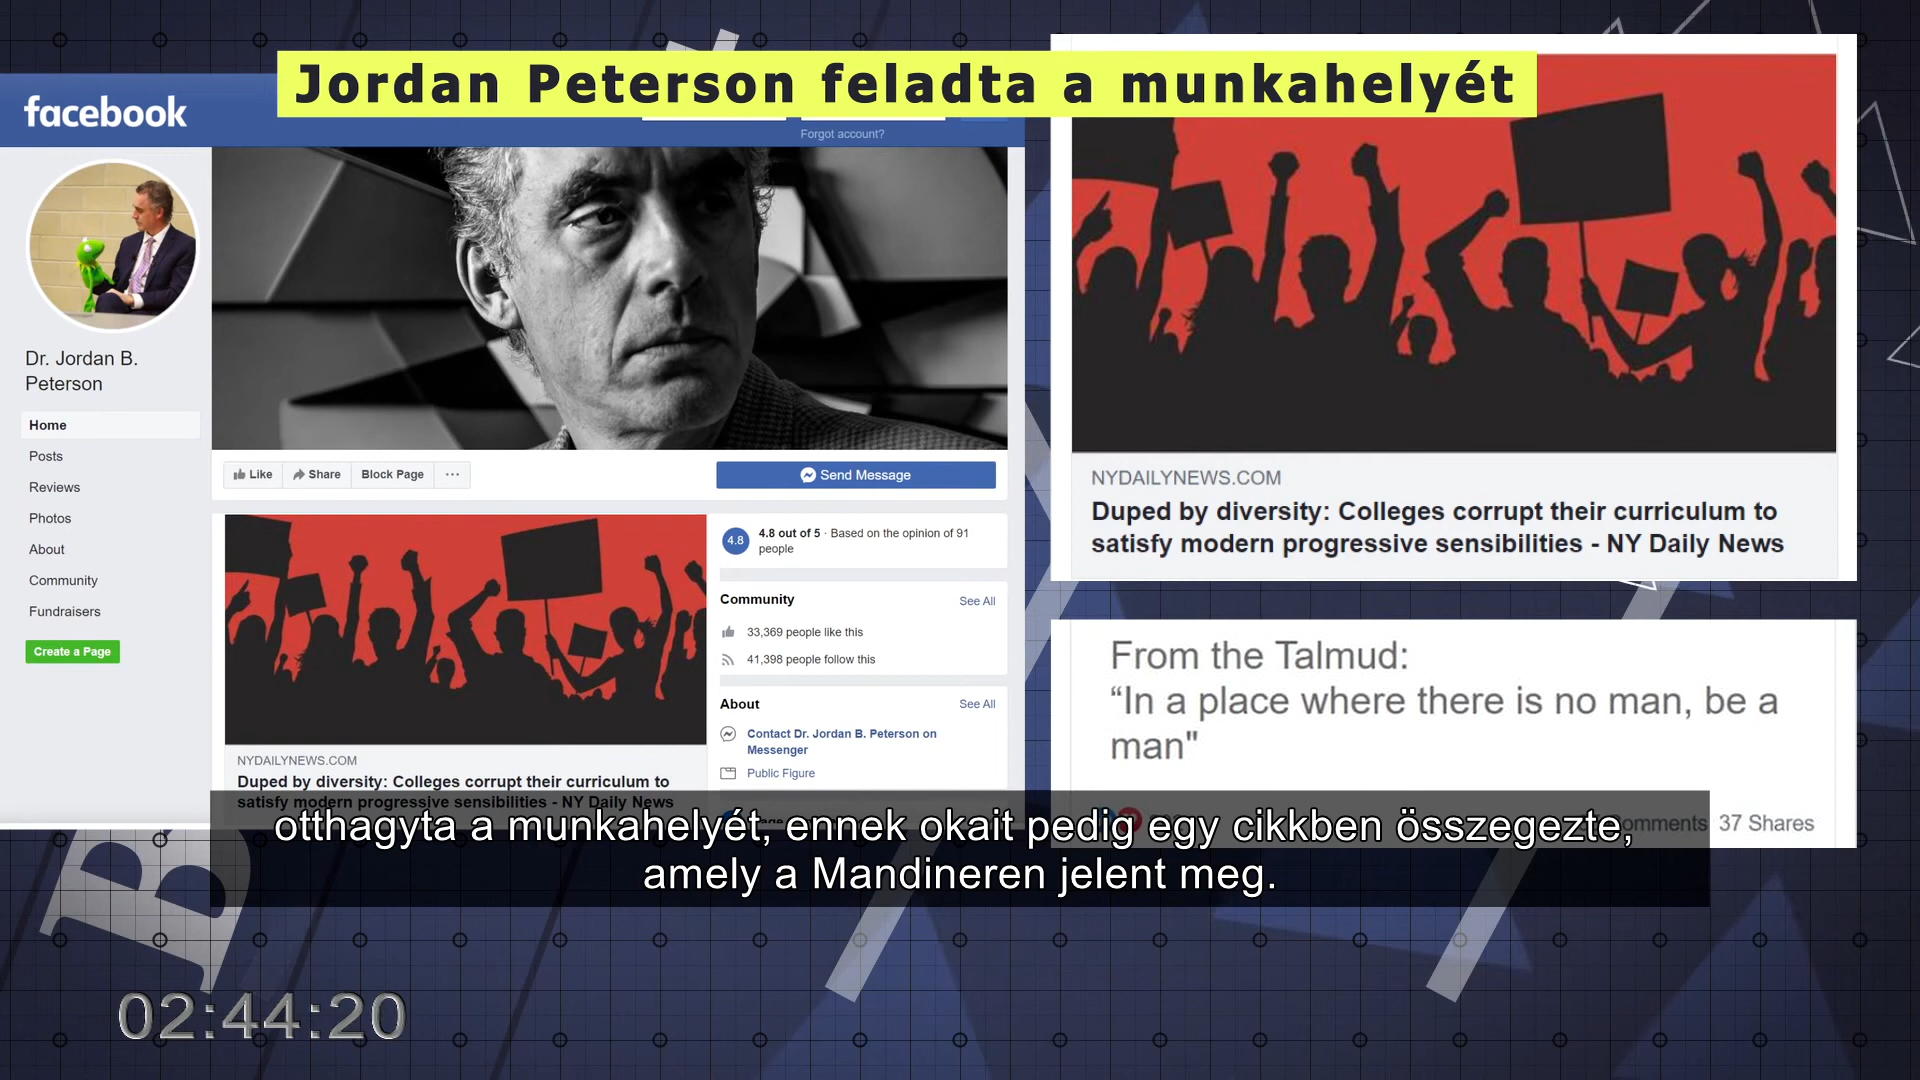 Jordan Peterson feladta a munkahelyét
facebook
Forgot account?
Dr. Jordan B.
Peterson
Home
Posts
Reviews
Photos
About
Community
Fundraisers
Create a Page
Like
Share
Block Page
...
Send Message
4.8
4.8 out of 5 · Based on the opinion of 91
people
Community
See All
33,369 people like this
41,398 people follow this
About
See All
Contact Dr. Jordan B. Peterson on
Messenger
Public Figure
NYDAILYNEWS.COM
Duped by diversity: Colleges corrupt their curriculum to
satisfy modern progressive sensibilities - NY Daily News
NYDAILYNEWS.COM
Duped by diversity: Colleges corrupt their curriculum to
satisfy modern progressive sensibilities - NY Daily News
From the Talmud:
“In a place where there is no man, be a
man"
37 Shares
otthagyta a munkahelyét, ennek okait pedig egy cikkben összegezte,
amely a Mandineren jelent meg.
B
02:44:20